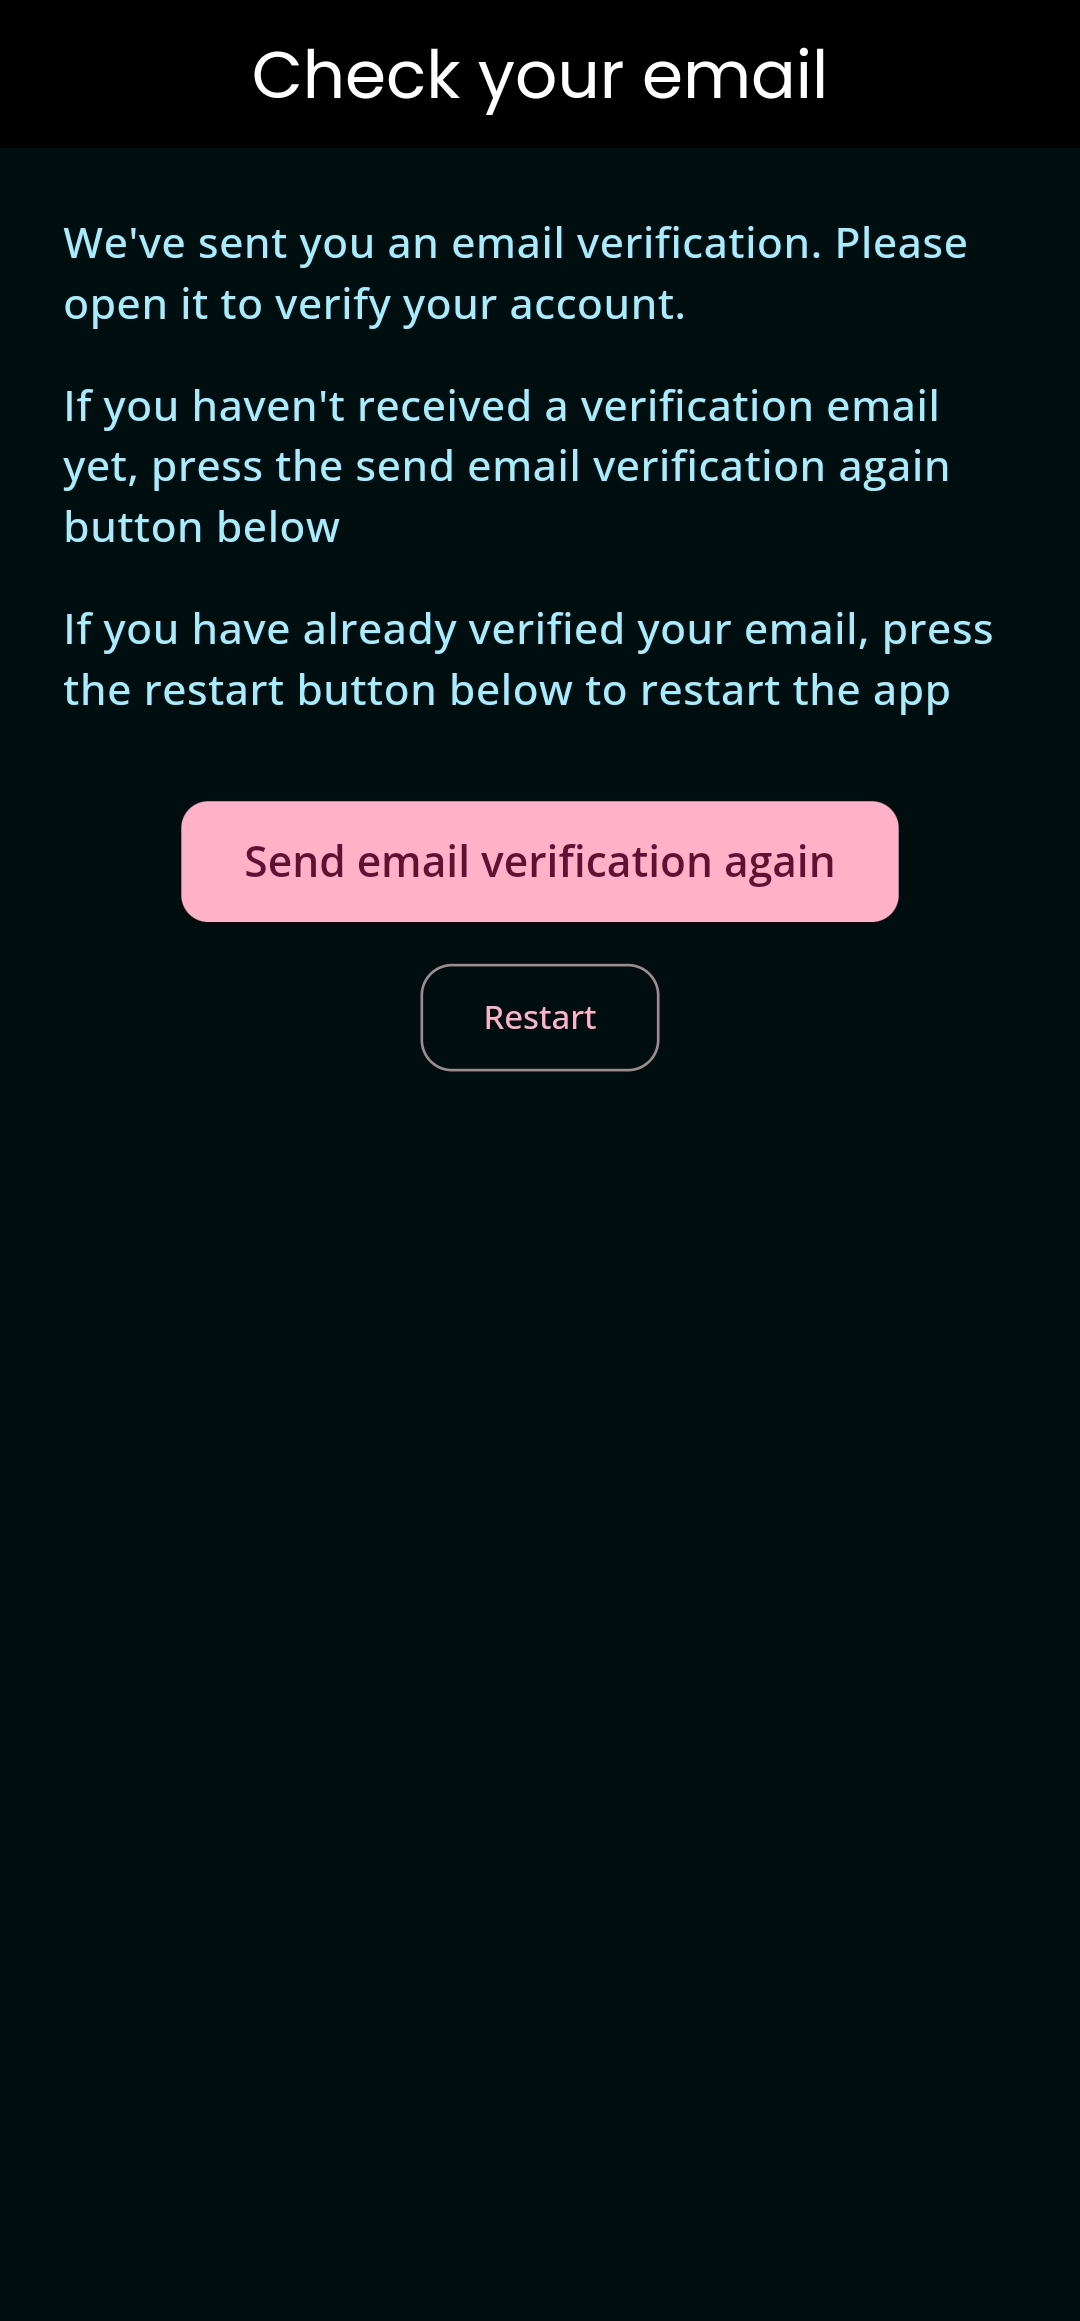 Check your email
We've sent you an email verification. Please
open it to verify your account.
If you haven't received a verification email
yet, press the send email verification again
button below
If you have already verified your email, press
the restart button below to restart the app
Send email verification again
Restart